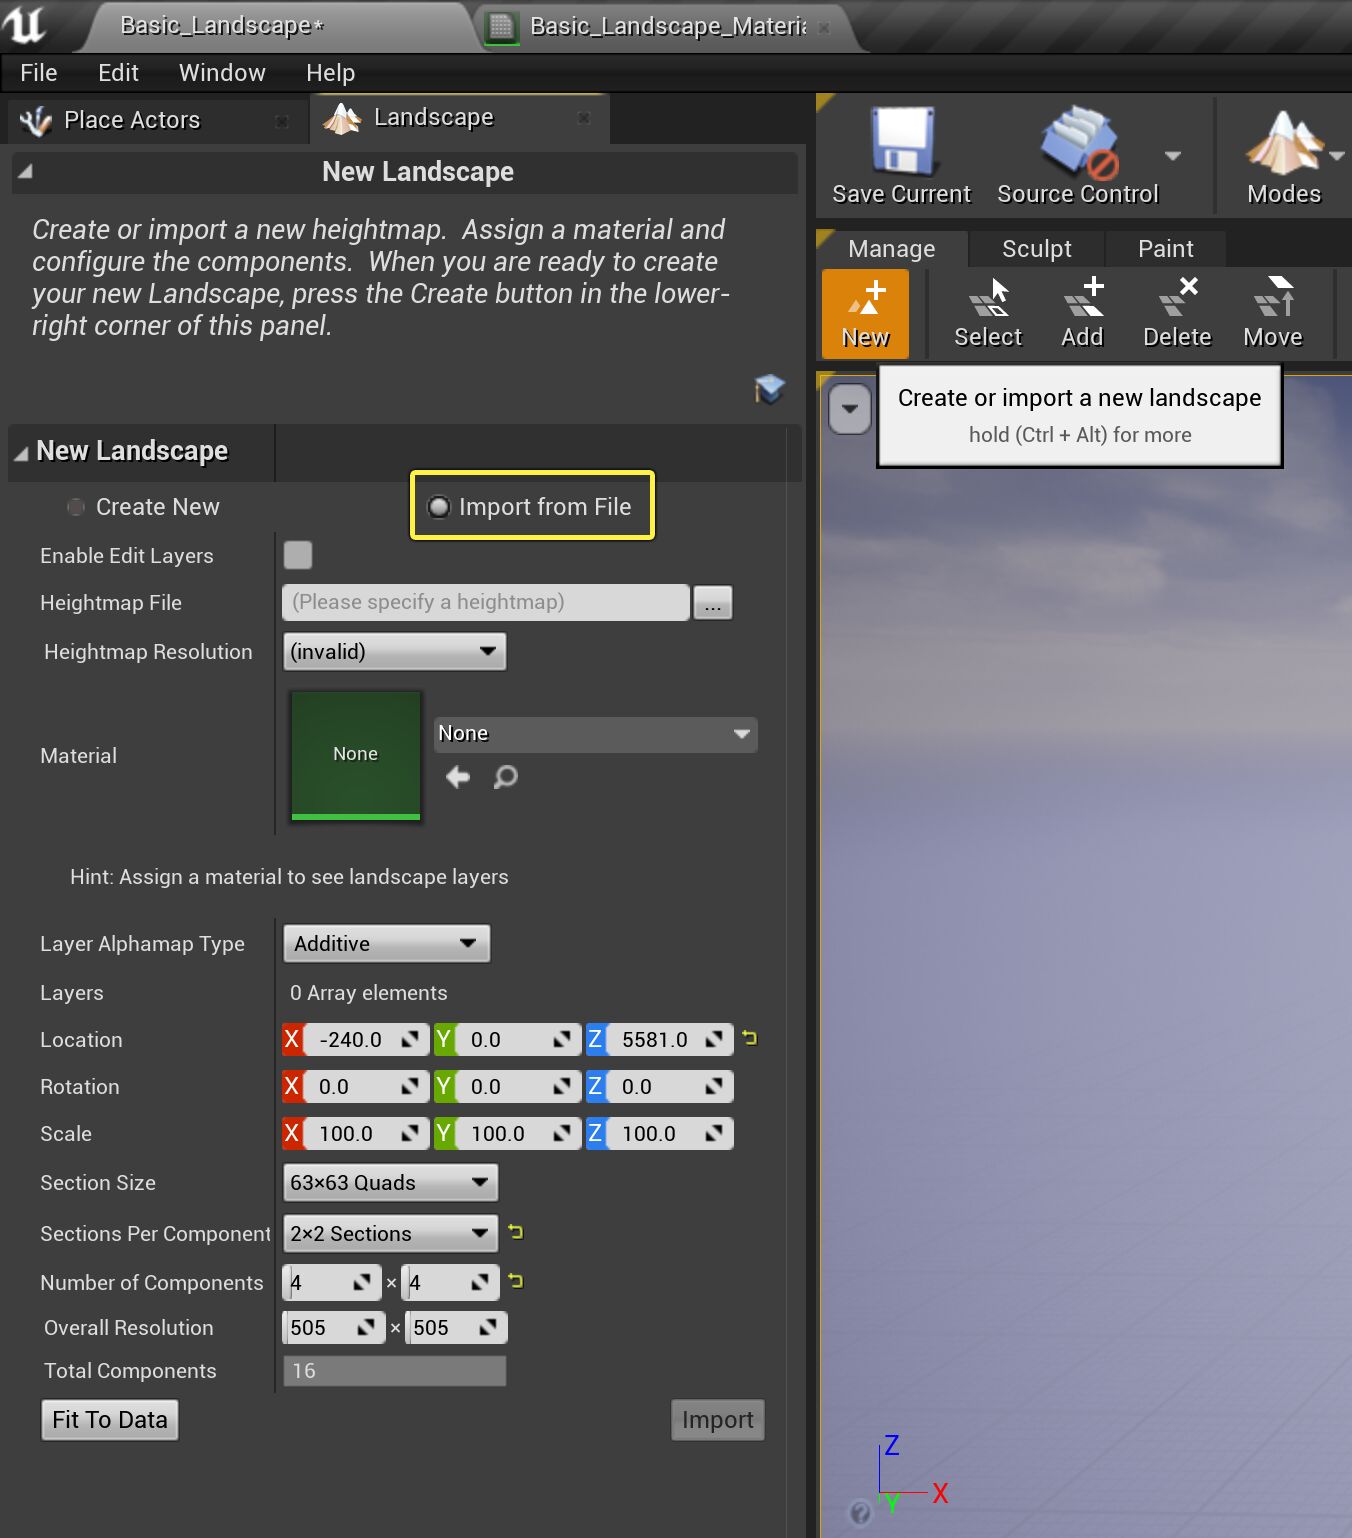 Basic_Landscape*
Basic_Landscape_Materia
File Edit Window Help
Place Actors
Landscape
New Landscape
Create or import a new heightmap. Assign a material and
configure the components. When you are ready to create
your new Landscape, press the Create button in the lower-
right corner of this panel.
New Landscape
Create New
Import from File
Enable Edit Layers
Heightmap File (Please specify a heightmap) ...
Heightmap Resolution (invalid)
Material None None
Hint: Assign a material to see landscape layers
Layer Alphamap Type Additive
Layers 0 Array elements
Location X -240.0 Y 0.0 Z 5581.0
Rotation X 0.0 Y 0.0 Z 0.0
Scale X 100.0 Y 100.0 Z 100.0
Section Size 63×63 Quads
Sections Per Component 2×2 Sections
Number of Components 4 × 4
Overall Resolution 505 × 505
Total Components 16
Fit To Data Import
Save Current Source Control Modes
Manage Sculpt Paint
New Select Add Delete Move
Create or import a new landscape
hold (Ctrl + Alt) for more
Z
X
Y
?